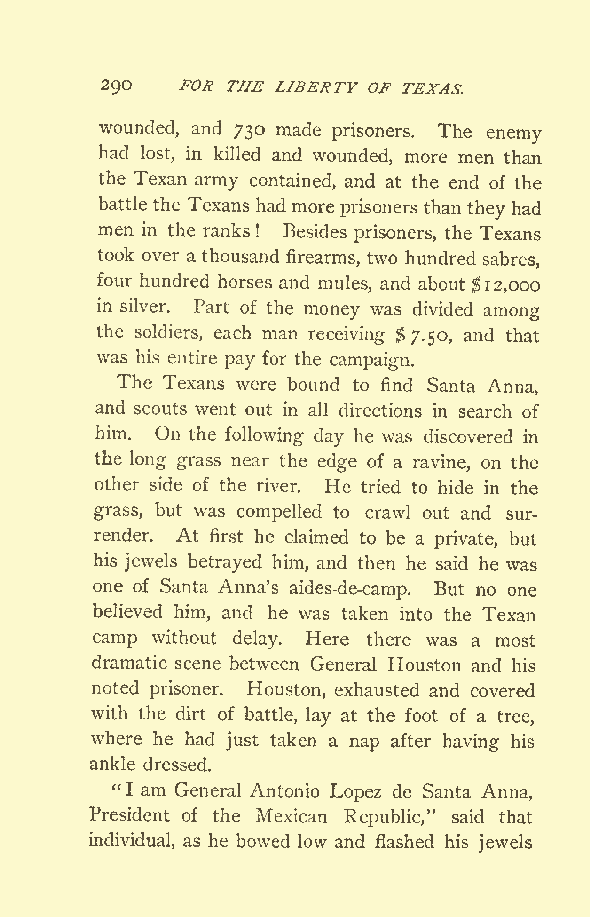 290 FOR THE LIBERTY OF TEXAS.
wounded, and 730 made prisoners. The enemy
had lost, in killed and wounded, more men than
the Texan army contained, and at the end of the
battle the Texans had more prisoners than they had
men in the ranks! Besides prisoners, the Texans
took over a thousand firearms, two hundred sabres,
four hundred horses and mules, and about $12,000
in silver. Part of the money was divided among
the soldiers, each man receiving $7.50, and that
was his entire pay for the campaign.
The Texans were bound to find Santa Anna,
and scouts went out in all directions in search of
him. On the following day he was discovered in
the long grass near the edge of a ravine, on the
other side of the river. He tried to hide in the
grass, but was compelled to crawl out and sur-
render. At first he claimed to be a private, but
his jewels betrayed him, and then he said he was
one of Santa Anna's aides-de-camp. But no one
believed him, and he was taken into the Texan
camp without delay. Here there was a most
dramatic scene between General Houston and his
noted prisoner. Houston, exhausted and covered
with the dirt of battle, lay at the foot of a tree,
where he had just taken a nap after having his
ankle dressed.
"I am General Antonio Lopez de Santa Anna,
President of the Mexican Republic," said that
individual, as he bowed low and flashed his jewels